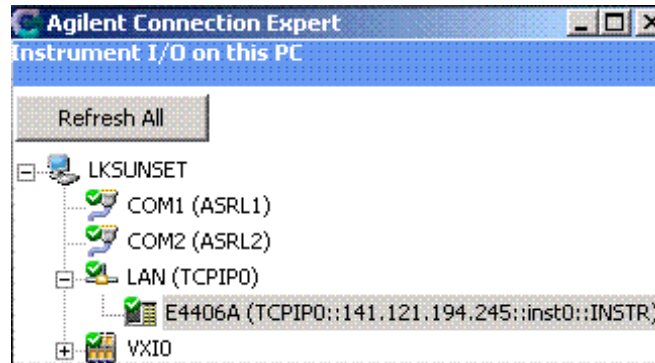 Agilent Connection Expert
Instrument I/O on this PC
Refresh All
LKSUNSET
COM1 (ASRL1)
COM2 (ASRL2)
LAN (TCPIP0)
E4406A (TCPIP0::141.121.194.245::inst0::INSTR)
VXI0